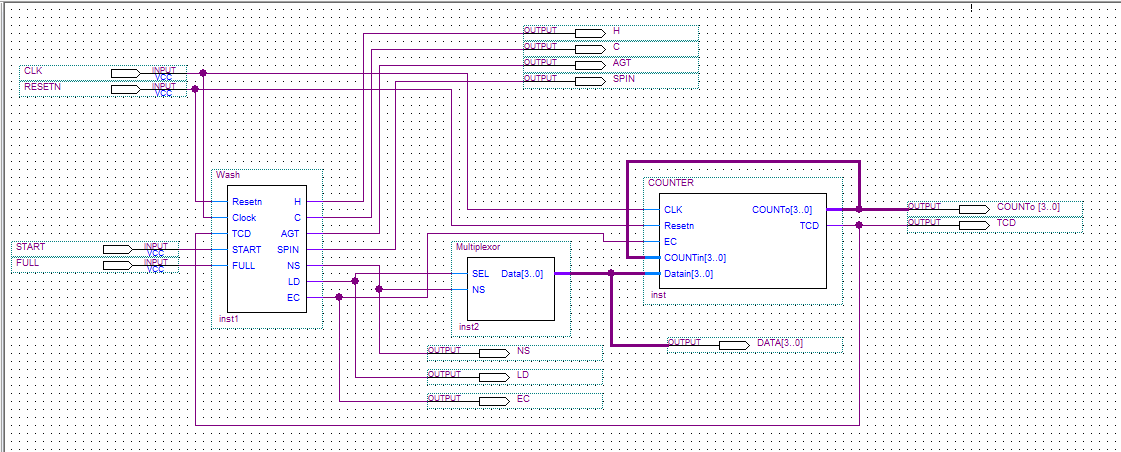 OUTPUT H
OUTPUT C
OUTPUT AGT
OUTPUT SPIN
CLK INPUT VCC
RESETN INPUT VCC
Wash
Resetn H
Clock C
TCD AGT
START SPIN
FULL NS
LD
EC
inst1
START INPUT VCC
FULL INPUT VCC
Multiplexor
SEL Data[3..0]
NS
inst2
COUNTER
CLK COUNTo[3..0]
Resetn TCD
EC
COUNTin[3..0]
Datain[3..0]
inst
OUTPUT COUNTo [3..0]
OUTPUT TCD
OUTPUT DATA[3..0]
OUTPUT NS
OUTPUT LD
OUTPUT EC